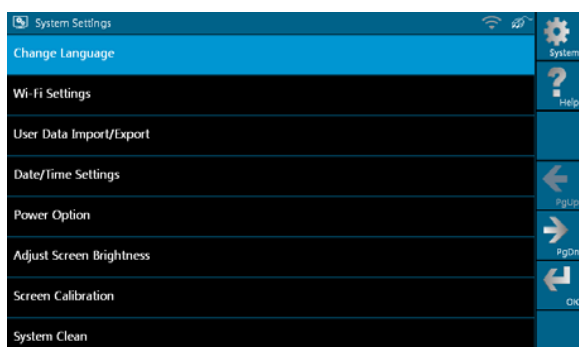 System Settings
Change Language
Wi-Fi Settings
User Data Import/Export
Date/Time Settings
Power Option
Adjust Screen Brightness
Screen Calibration
System Clean
System
Help
PgUp
PgDn
OK